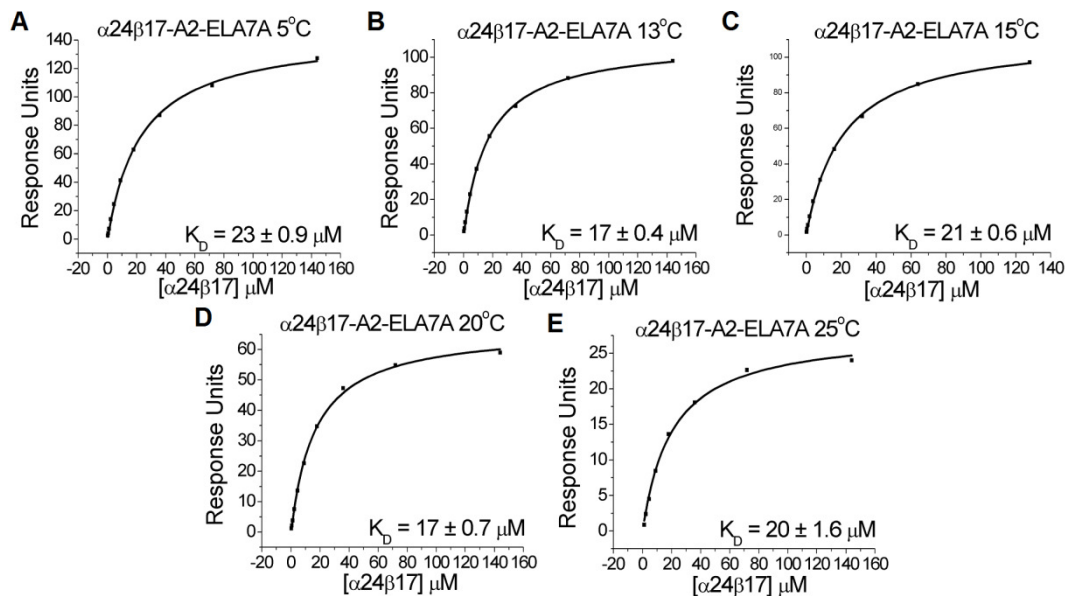 A
α24β17-A2-ELA7A 5°C
Response Units
140
120
100
80
60
40
20
0
K_D = 23 ± 0.9 μM
-20 0 20 40 60 80 100 120 140 160
[α24β17] μM
B
α24β17-A2-ELA7A 13°C
Response Units
100
80
60
40
20
0
K_D = 17 ± 0.4 μM
-20 0 20 40 60 80 100 120 140 160
[α24β17] μM
C
α24β17-A2-ELA7A 15°C
Response Units
100
80
60
40
20
0
K_D = 21 ± 0.6 μM
-20 0 20 40 60 80 100 120 140
[α24β17] μM
D
α24β17-A2-ELA7A 20°C
Response Units
60
50
40
30
20
10
0
K_D = 17 ± 0.7 μM
-20 0 20 40 60 80 100 120 140 160
[α24β17] μM
E
α24β17-A2-ELA7A 25°C
Response Units
25
20
15
10
5
0
K_D = 20 ± 1.6 μM
-20 0 20 40 60 80 100 120 140 160
[α24β17] μM